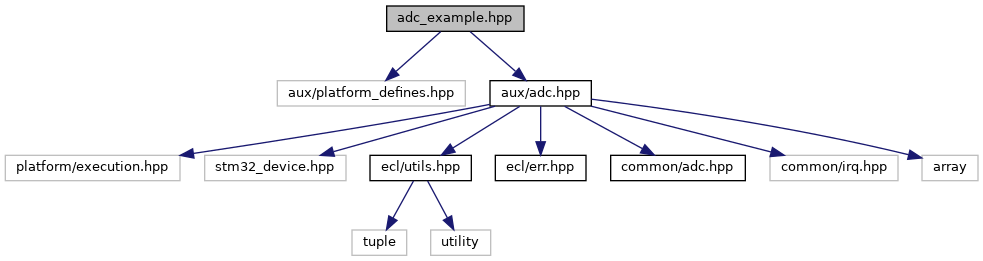 adc_example.hpp
aux/platform_defines.hpp
aux/adc.hpp
platform/execution.hpp
stm32_device.hpp
ecl/utils.hpp
ecl/err.hpp
common/adc.hpp
common/irq.hpp
array
tuple
utility